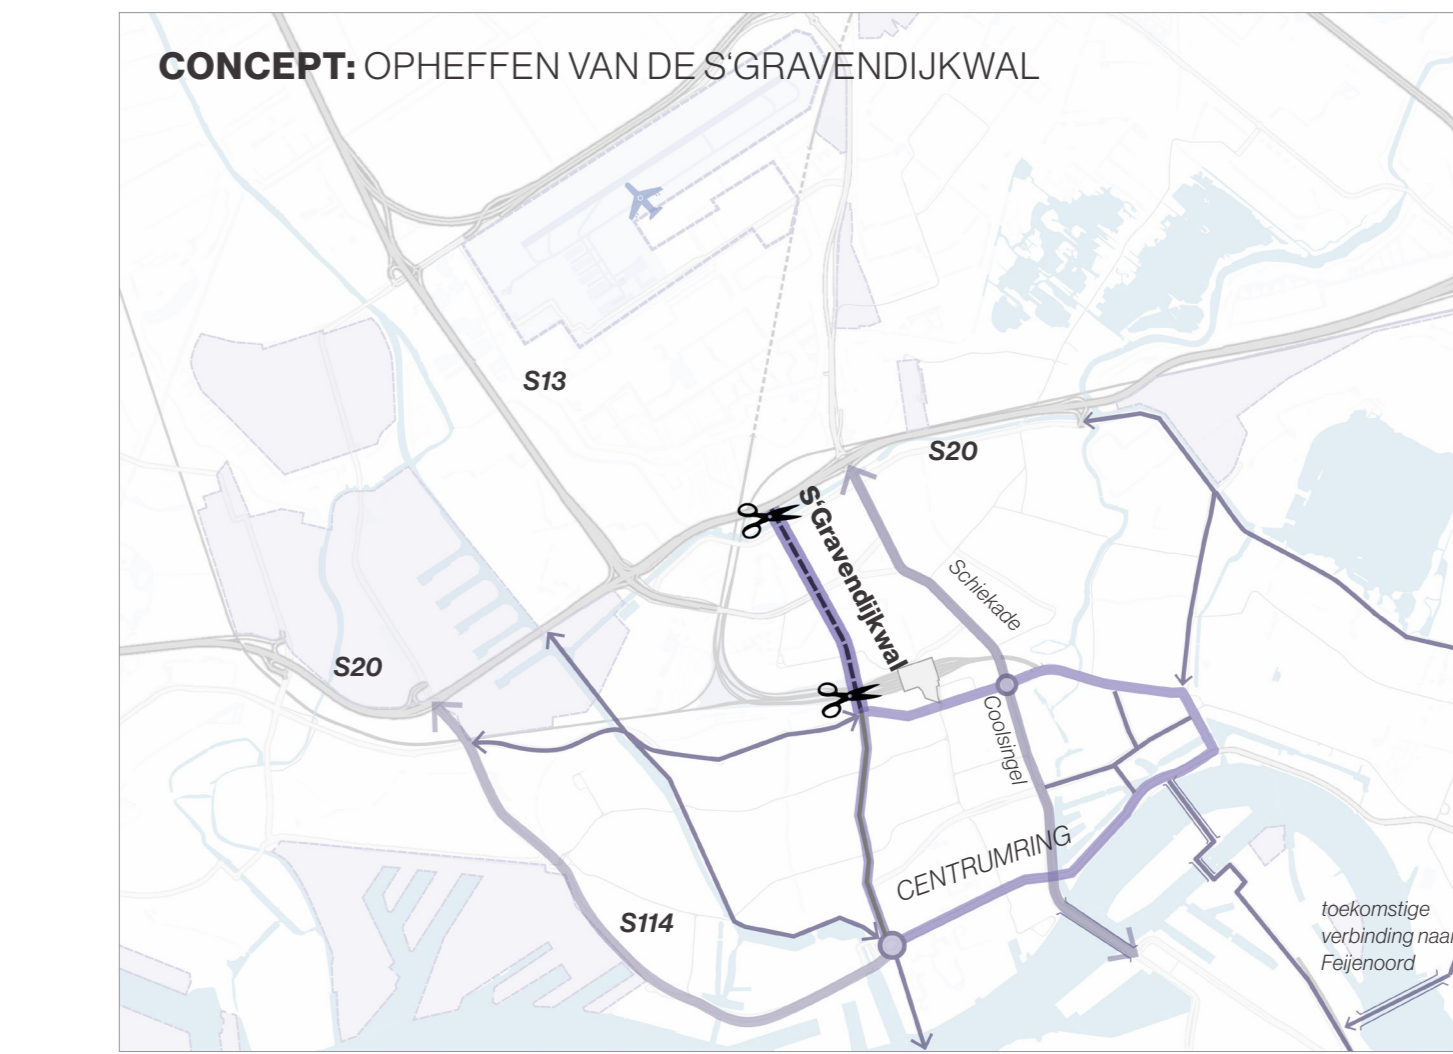 CONCEPT: OPHEFFEN VAN DE S‘GRAVENDIJKWAL
S13
S20
S‘Gravendijkwal
Schiekade
S20
Coolsingel
CENTRUMRING
S114
toekomstige
verbinding naar
Feijenoord